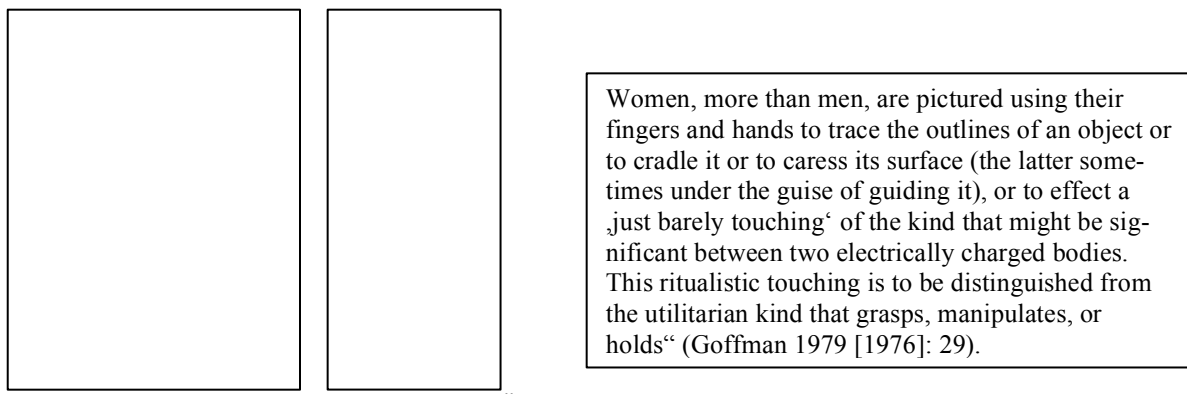 Women, more than men, are pictured using their
fingers and hands to trace the outlines of an object or
to cradle it or to caress its surface (the latter some-
times under the guise of guiding it), or to effect a
‚just barely touching‘ of the kind that might be sig-
nificant between two electrically charged bodies.
This ritualistic touching is to be distinguished from
the utilitarian kind that grasps, manipulates, or
holds“ (Goffman 1979 [1976]: 29).